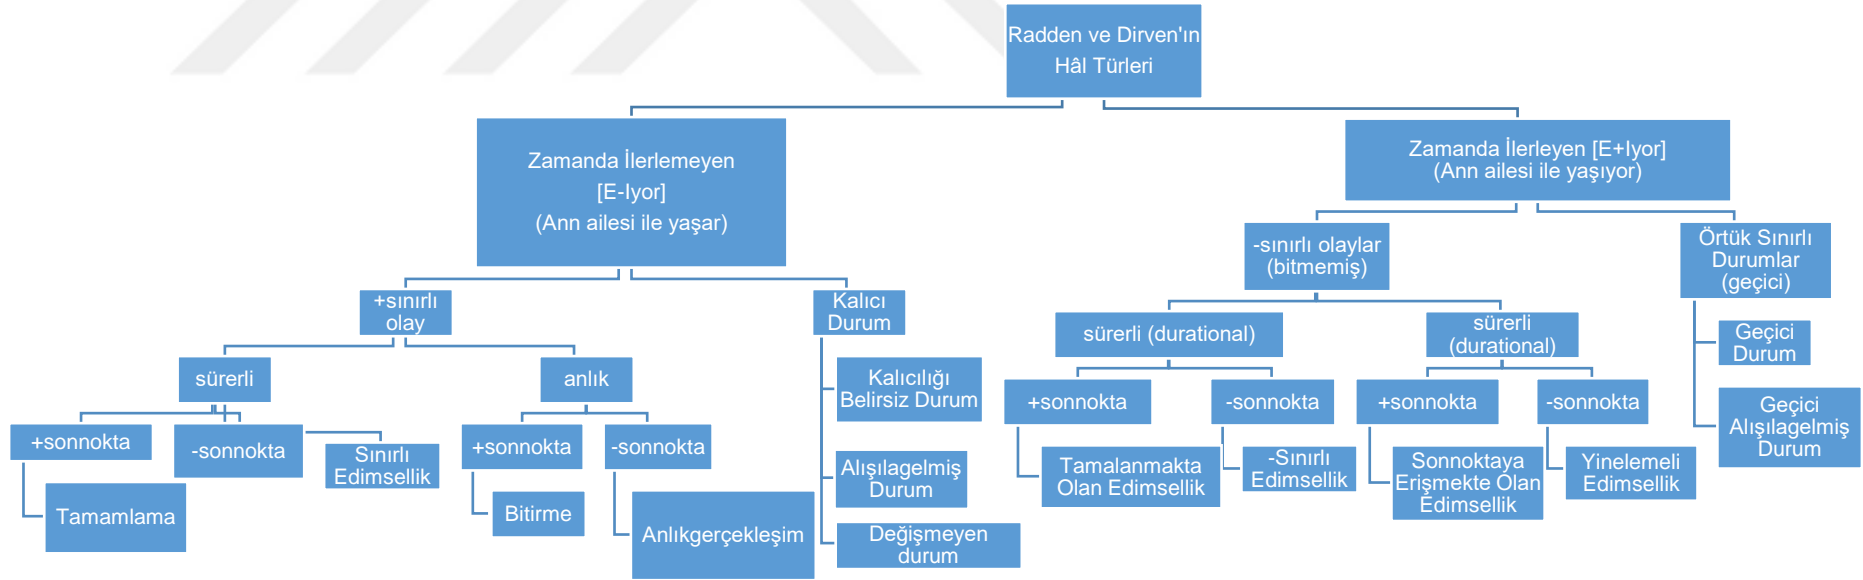 Radden ve Dirven'ın
Hâl Türleri
Zamanda İlerlemeyen
[E-Iyor]
(Ann ailesi ile yaşar)
Zamanda İlerleyen [E+Iyor]
(Ann ailesi ile yaşıyor)
+sınırlı
olay
Kalıcı
Durum
-sınırlı olaylar
(bitmemiş)
Örtük Sınırlı
Durumlar
(geçici)
sürerli
anlık
Kalıcılığı
Belirsiz Durum
Alışılagelmiş
Durum
Değişmeyen
durum
sürerli (durational)
sürerli
(durational)
Geçici
Durum
Geçici
Alışılagelmiş
Durum
+sonnokta
-sonnokta
Sınırlı
Edimsellik
+sonnokta
-sonnokta
+sonnokta
-sonnokta
+sonnokta
-sonnokta
Tamamlama
Bitirme
Anlıkgerçekleşim
Tamalanmakta
Olan Edimsellik
-Sınırlı
Edimsellik
Sonnoktaya
Erişmekte Olan
Edimsellik
Yinelemeli
Edimsellik